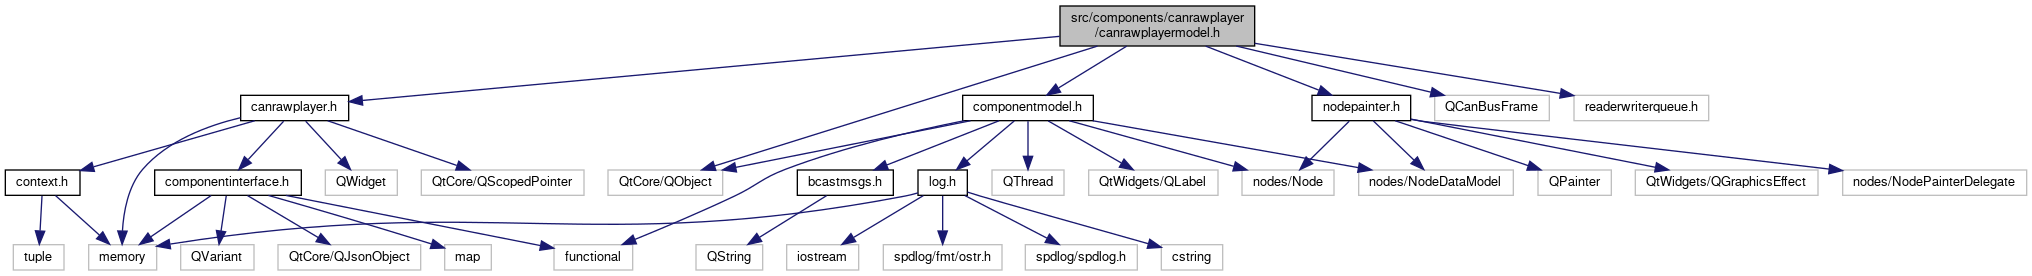 src/components/canrawplayer
/canrawplayermodel.h
canrawplayer.h
componentmodel.h
nodepainter.h
QCanBusFrame
readerwriterqueue.h
context.h
componentinterface.h
QWidget
QtCore/QScopedPointer
QtCore/QObject
bcastmsgs.h
log.h
QThread
QtWidgets/QLabel
nodes/Node
nodes/NodeDataModel
QPainter
QtWidgets/QGraphicsEffect
nodes/NodePainterDelegate
tuple
memory
QVariant
QtCore/QJsonObject
map
functional
QString
iostream
spdlog/fmt/ostr.h
spdlog/spdlog.h
cstring